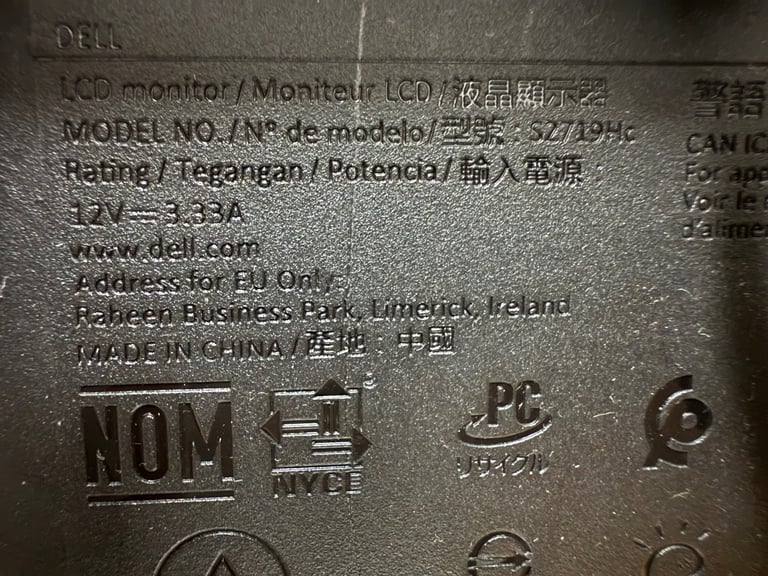 DELL
LCD monitor / Moniteur LCD / 液晶顯示器
MODEL NO. / Nº de modelo / 型號 : S2719Hc
Rating / Tegangan / Potencia / 輸入電源
12V⎓3.33A
www.dell.com
Address for EU Only:
Raheen Business Park, Limerick, Ireland
MADE IN CHINA / 產地 : 中國
警語
CAN IC
For app
Voir le
d'alimen
NOM
NYCE
PC
リサイクル